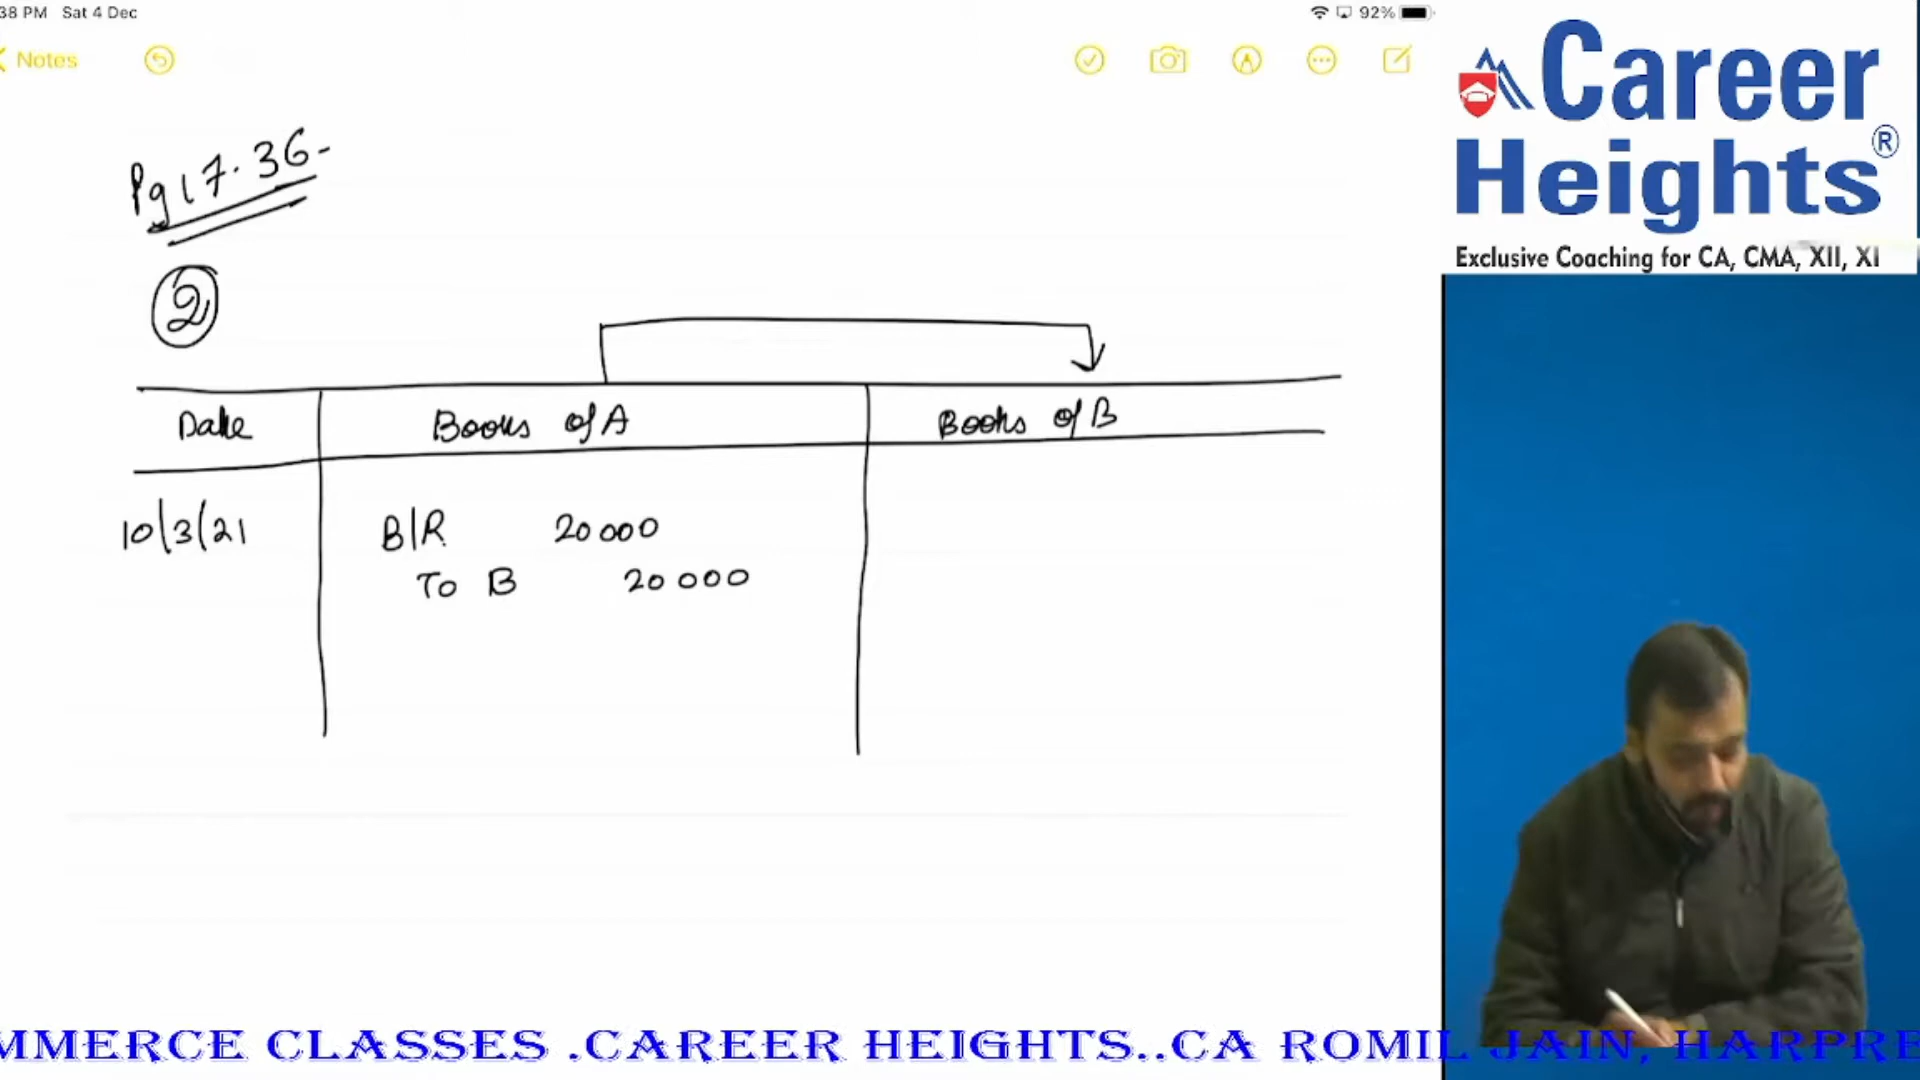 38 PM Sat 4 Dec
92%
Notes
Pg 17.36-
2
Date
Books of A
Books of B
10/3/21
B/R 20000
To B 20000
Career
Heights®
Exclusive Coaching for CA, CMA, XII, XI
MMERCE CLASSES .CAREER HEIGHTS..CA ROMIL JAIN, HARPRE